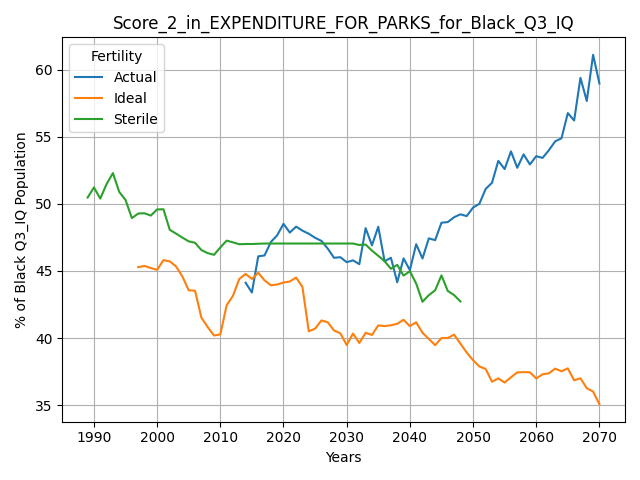 Score_2_in_EXPENDITURE_FOR_PARKS_for_Black_Q3_IQ
Fertility
Actual
Ideal
Sterile
% of Black Q3_IQ Population
60
55
50
45
40
35
1990 2000 2010 2020 2030 2040 2050 2060 2070
Years